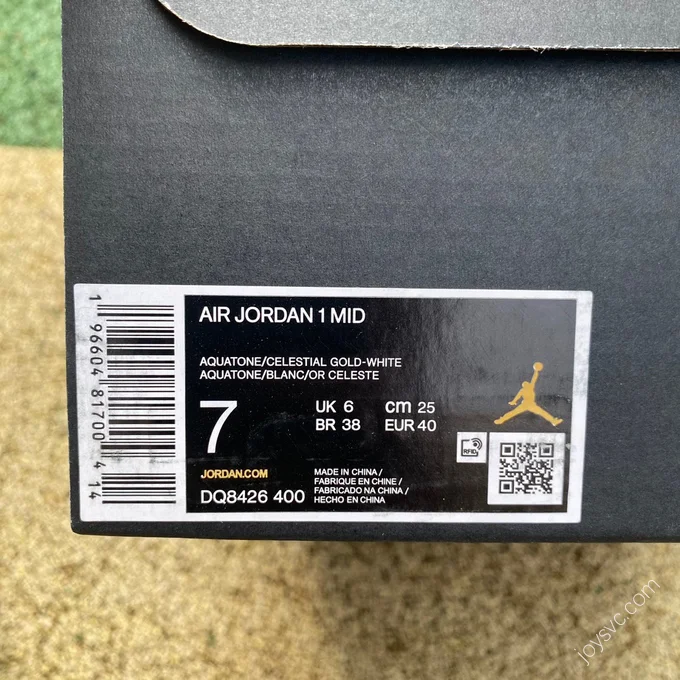 AIR JORDAN 1 MID
AQUATONE/CELESTIAL GOLD-WHITE
AQUATONE/BLANC/OR CELESTE
7
UK 6 cm 25
BR 38 EUR 40
JORDAN.COM
DQ8426 400
MADE IN CHINA /
FABRIQUE EN CHINE /
FABRICADO NA CHINA /
HECHO EN CHINA
RFID
1 96604 81700 4 14
joysvc.com